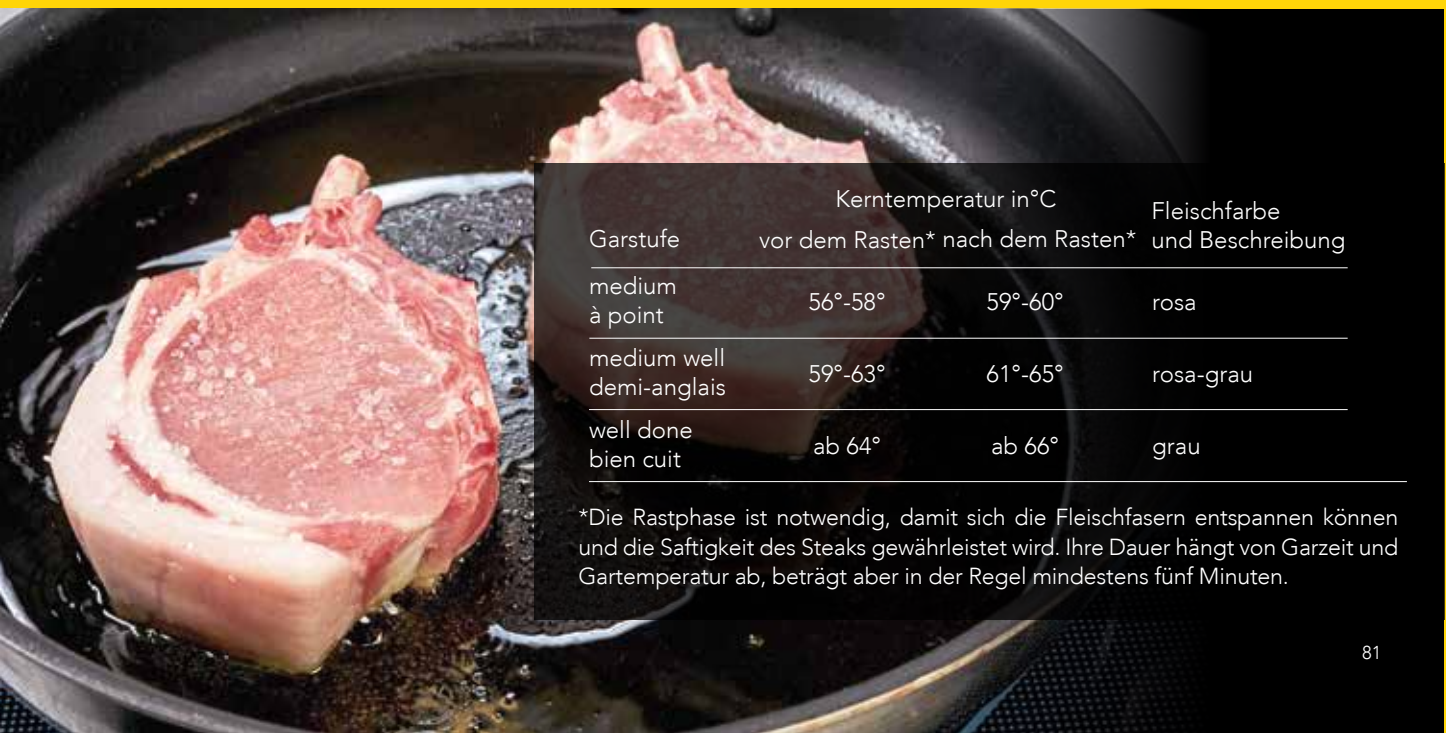 Kerntemperatur in°C
Garstufe vor dem Rasten* nach dem Rasten* Fleischfarbe
und Beschreibung
medium
à point 56°-58° 59°-60° rosa
medium well
demi-anglais 59°-63° 61°-65° rosa-grau
well done
bien cuit ab 64° ab 66° grau
*Die Rastphase ist notwendig, damit sich die Fleischfasern entspannen können
und die Saftigkeit des Steaks gewährleistet wird. Ihre Dauer hängt von Garzeit und
Gartemperatur ab, beträgt aber in der Regel mindestens fünf Minuten.
81